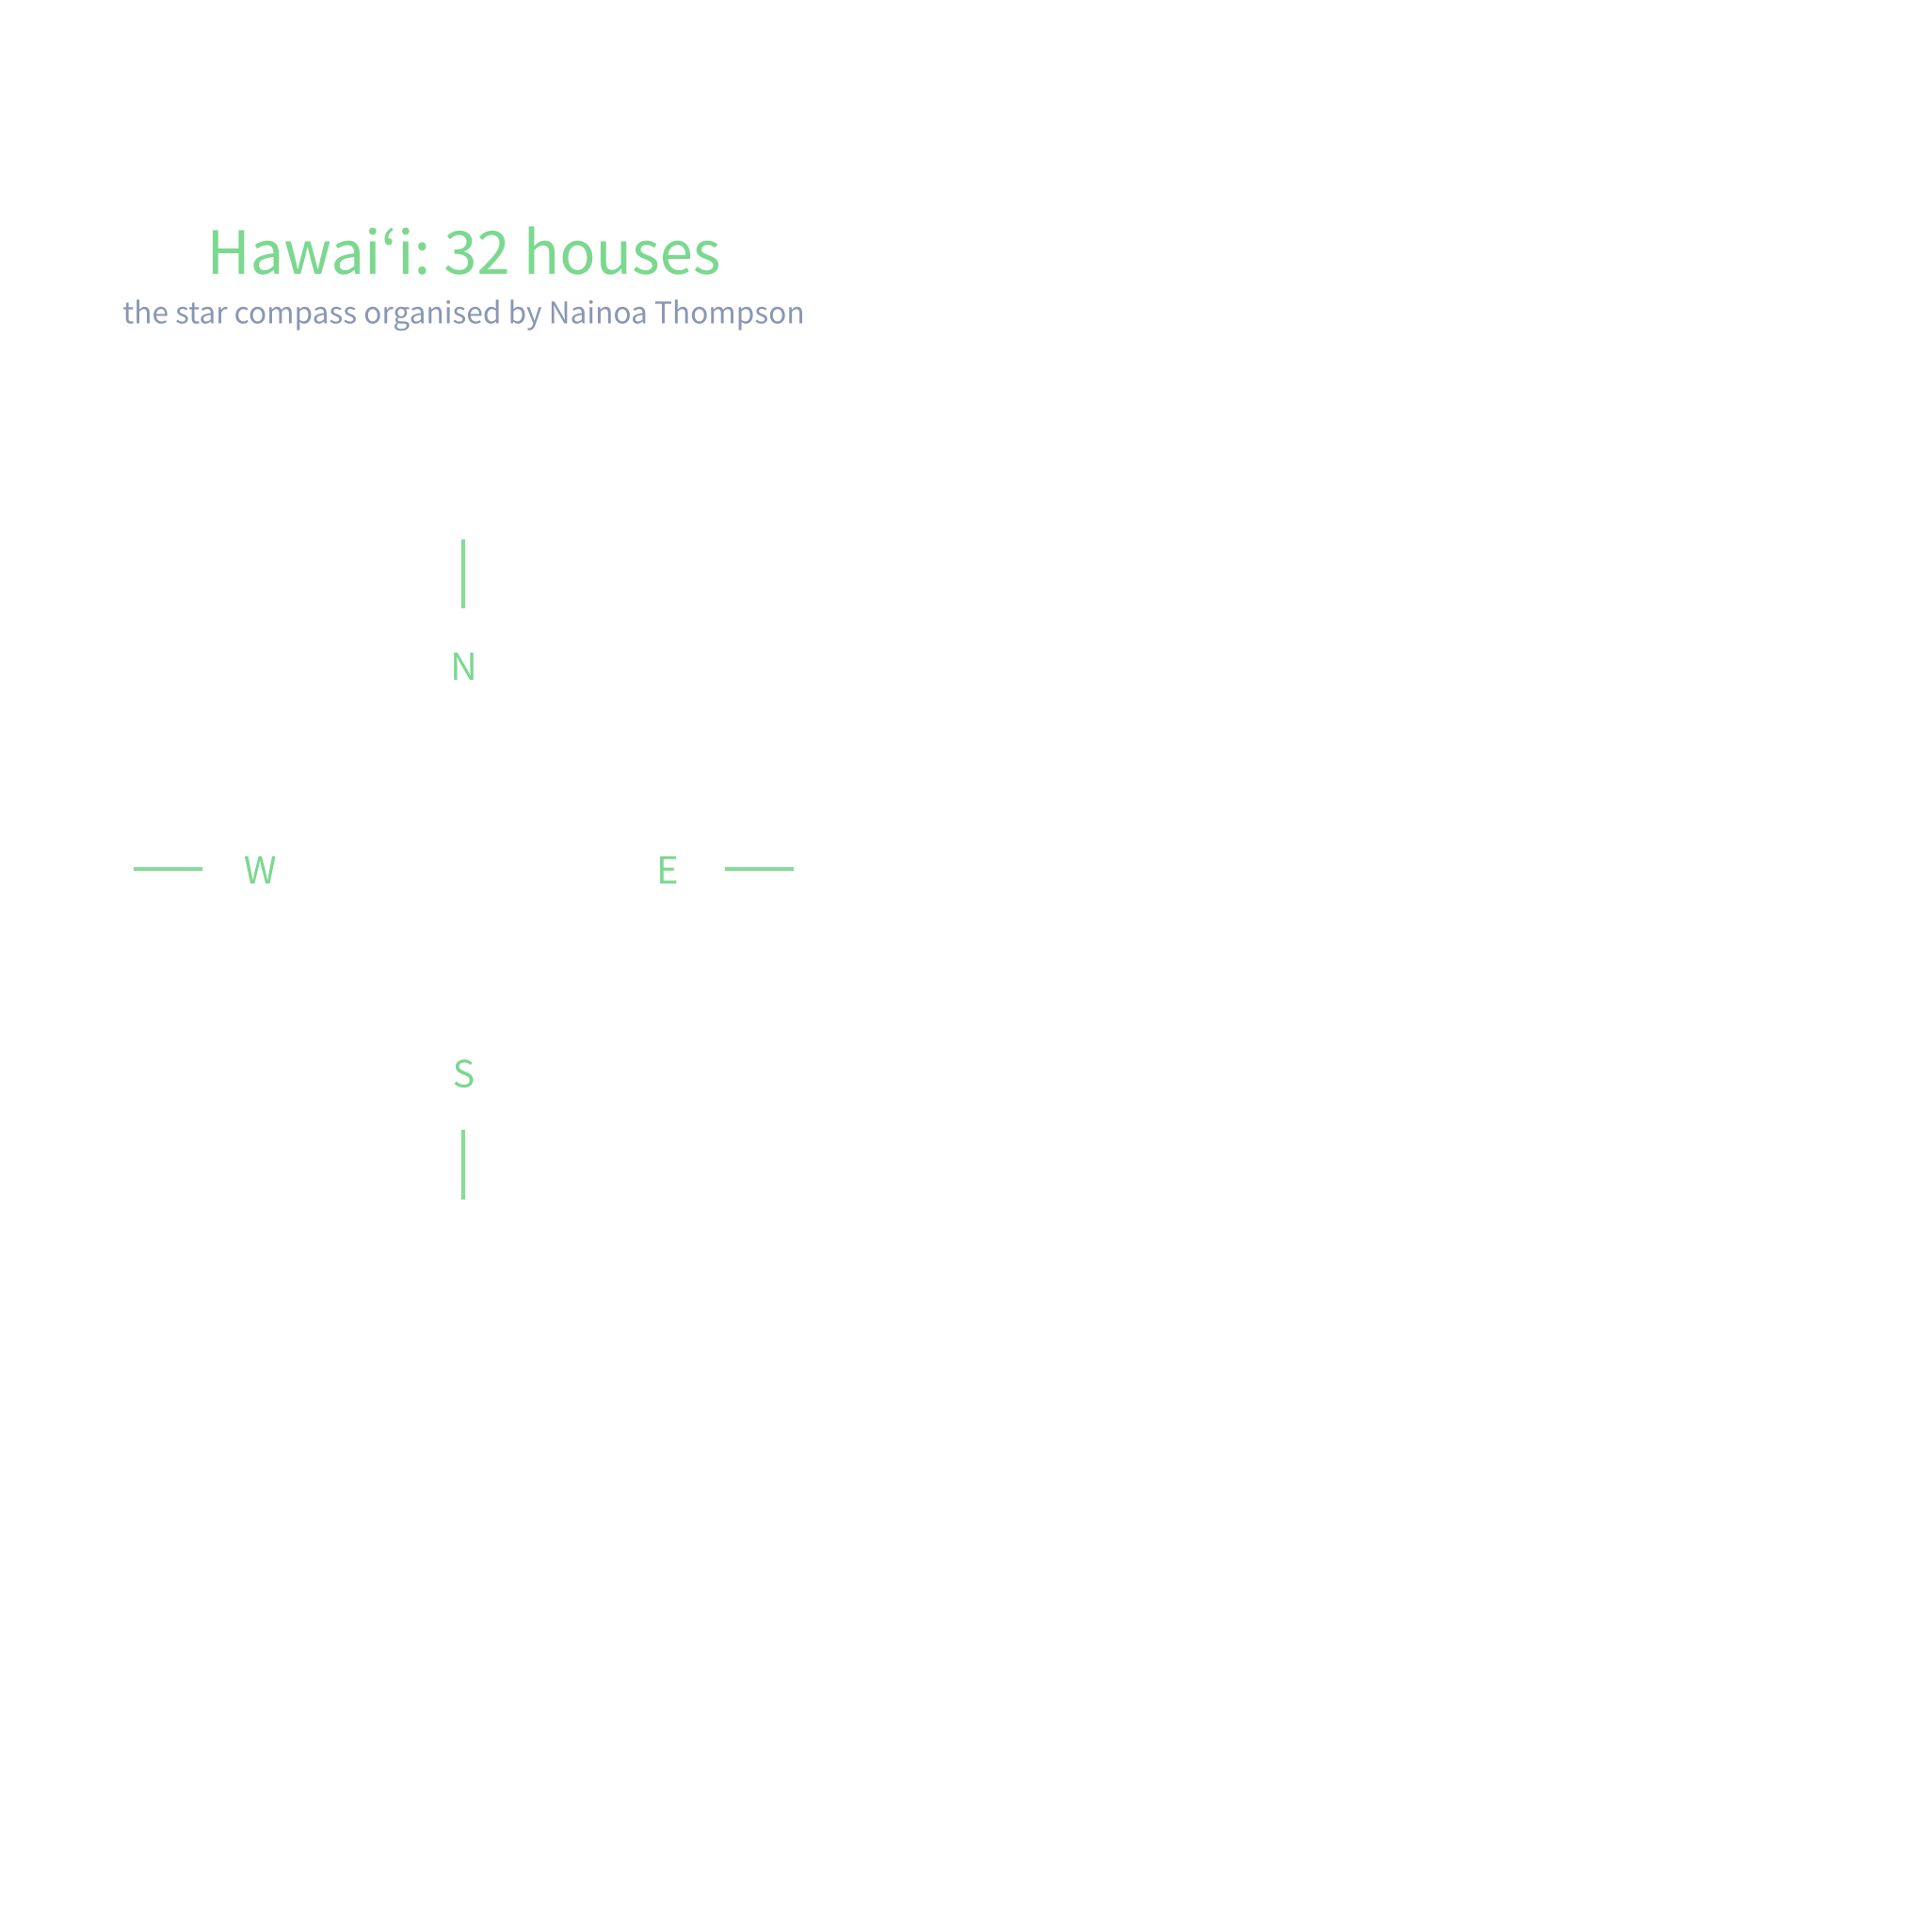 Hawaiʻi: 32 houses
the star compass organised by Nainoa Thompson
N
W E
S